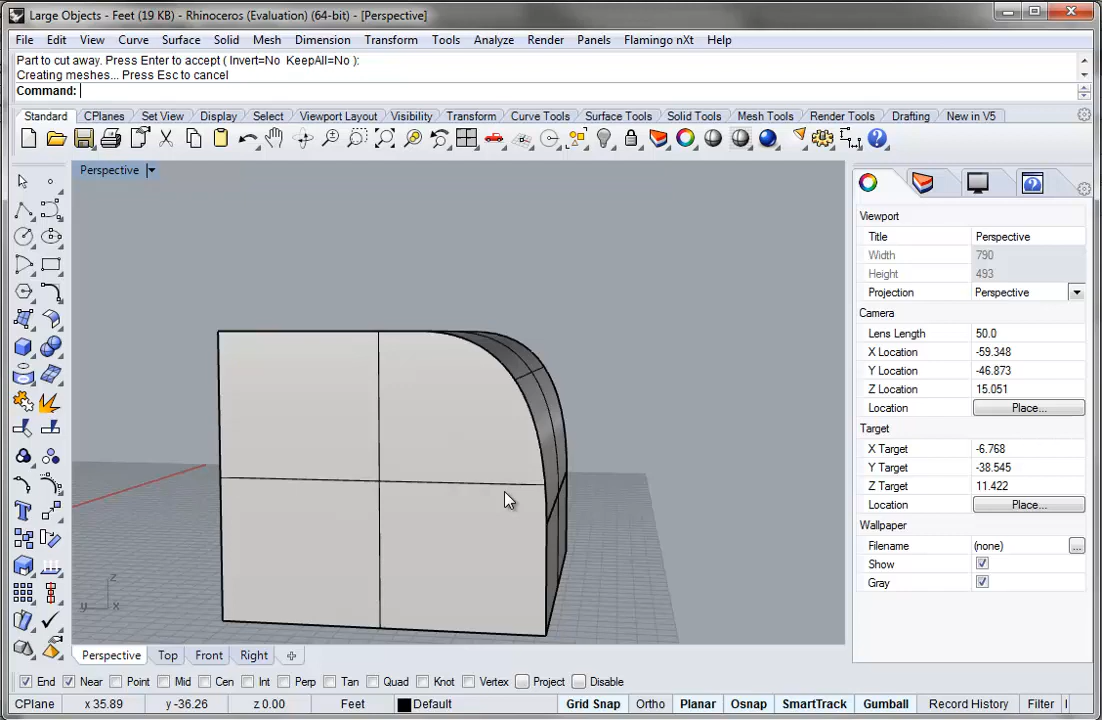 Large Objects - Feet (19 KB) - Rhinoceros (Evaluation) (64-bit) - [Perspective]
File Edit View Curve Surface Solid Mesh Dimension Transform Tools Analyze Render Panels Flamingo nXt Help
Part to cut away. Press Enter to accept ( Invert=No KeepAll=No ):
Creating meshes... Press Esc to cancel
Command:
Standard CPlanes Set View Display Select Viewport Layout Visibility Transform Curve Tools Surface Tools Solid Tools Mesh Tools Render Tools Drafting New in V5
Perspective
Viewport
Title Perspective
Width 790
Height 493
Projection Perspective
Camera
Lens Length 50.0
X Location -59.348
Y Location -46.873
Z Location 15.051
Location Place...
Target
X Target -6.768
Y Target -38.545
Z Target 11.422
Location Place...
Wallpaper
Filename (none) ...
Show
Gray
z
y x
Perspective Top Front Right
End Near Point Mid Cen Int Perp Tan Quad Knot Vertex Project Disable
CPlane x 35.89 y -36.26 z 0.00 Feet Default Grid Snap Ortho Planar Osnap SmartTrack Gumball Record History Filter